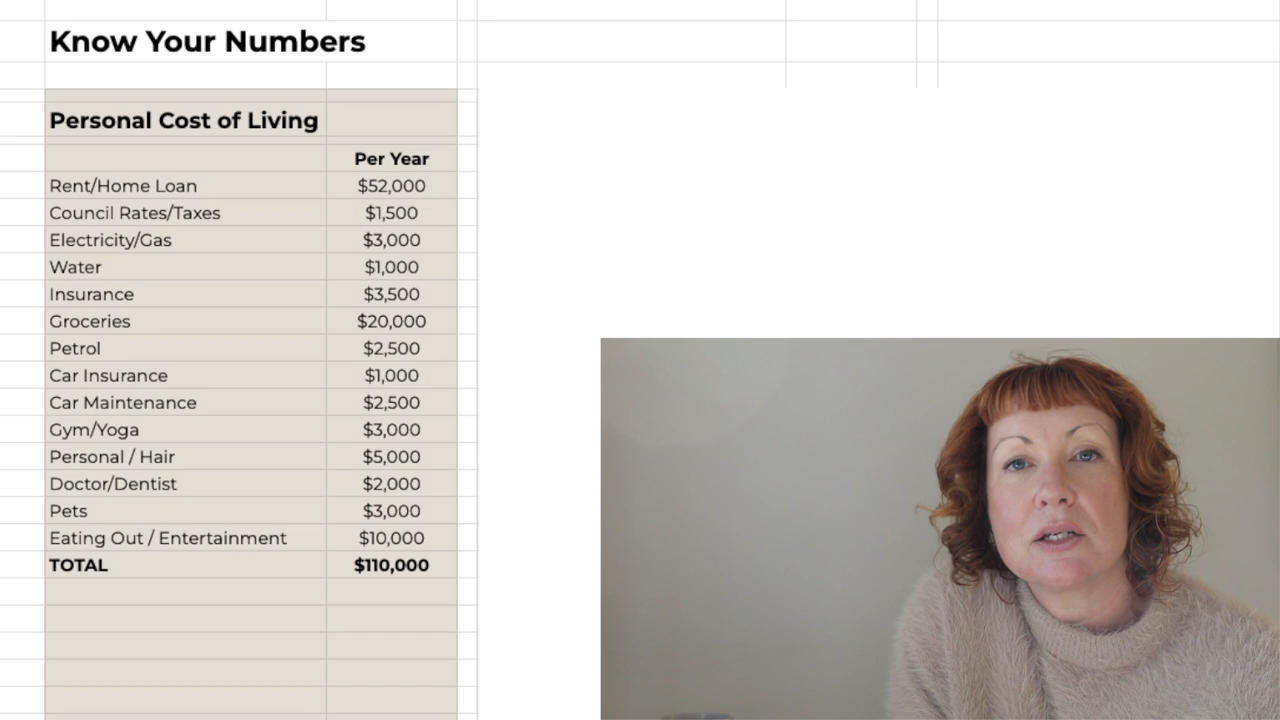 Know Your Numbers
Personal Cost of Living
Per Year
Rent/Home Loan $52,000
Council Rates/Taxes $1,500
Electricity/Gas $3,000
Water $1,000
Insurance $3,500
Groceries $20,000
Petrol $2,500
Car Insurance $1,000
Car Maintenance $2,500
Gym/Yoga $3,000
Personal / Hair $5,000
Doctor/Dentist $2,000
Pets $3,000
Eating Out / Entertainment $10,000
TOTAL $110,000